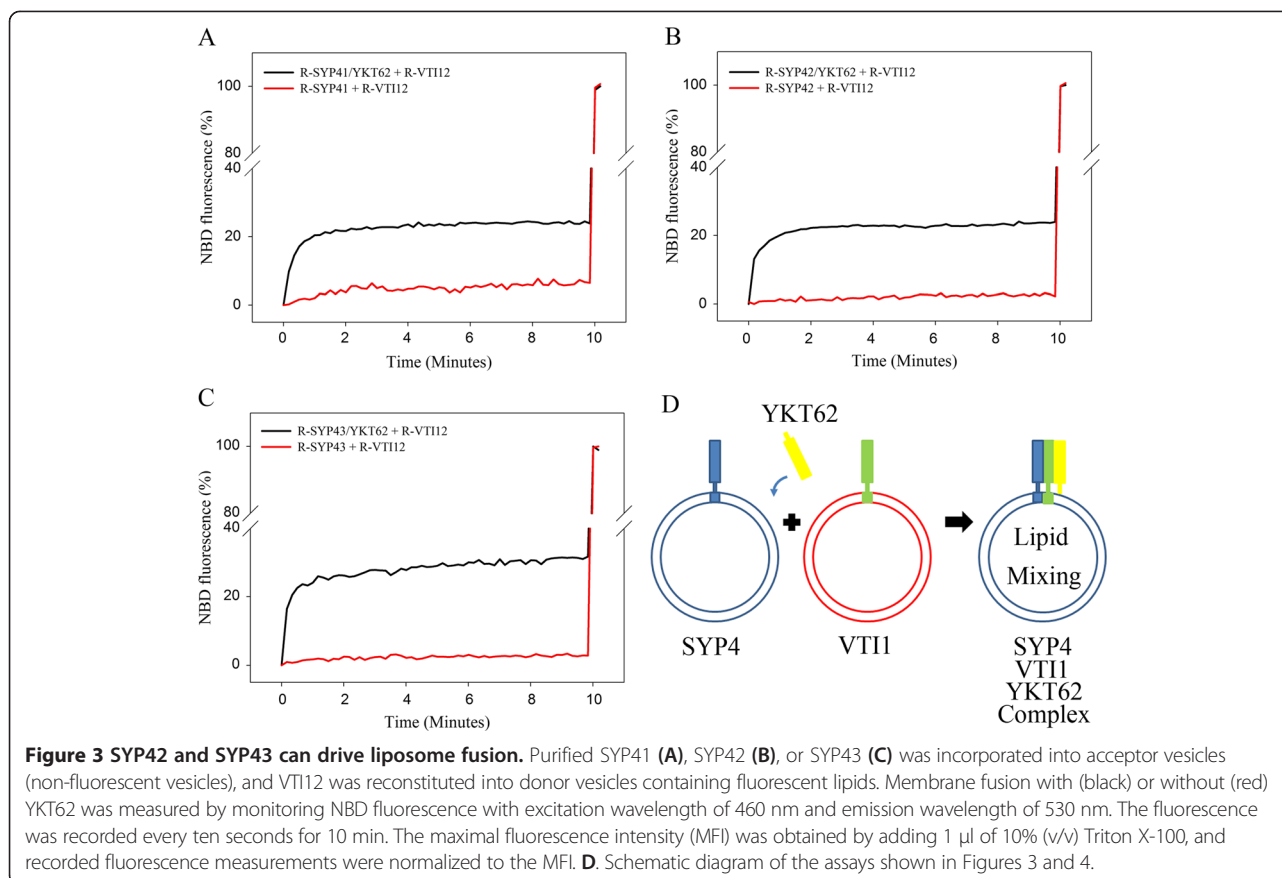 A
R-SYP41/YKT62 + R-VTI12
R-SYP41 + R-VTI12
NBD fluorescence (%)
100
80
40
20
0
0 2 4 6 8 10
Time (Minutes)
B
R-SYP42/YKT62 + R-VTI12
R-SYP42 + R-VTI12
NBD fluorescence (%)
100
80
40
20
0
0 2 4 6 8 10
Time (Minutes)
C
R-SYP43/YKT62 + R-VTI12
R-SYP43 + R-VTI12
NBD fluorescence (%)
100
80
40
20
0
0 2 4 6 8 10
Time (Minutes)
D
YKT62
Lipid
Mixing
SYP4
VTI1
SYP4
VTI1
YKT62
Complex
Figure 3 SYP42 and SYP43 can drive liposome fusion. Purified SYP41 (A), SYP42 (B), or SYP43 (C) was incorporated into acceptor vesicles
(non-fluorescent vesicles), and VTI12 was reconstituted into donor vesicles containing fluorescent lipids. Membrane fusion with (black) or without (red)
YKT62 was measured by monitoring NBD fluorescence with excitation wavelength of 460 nm and emission wavelength of 530 nm. The fluorescence
was recorded every ten seconds for 10 min. The maximal fluorescence intensity (MFI) was obtained by adding 1 μl of 10% (v/v) Triton X-100, and
recorded fluorescence measurements were normalized to the MFI. D. Schematic diagram of the assays shown in Figures 3 and 4.